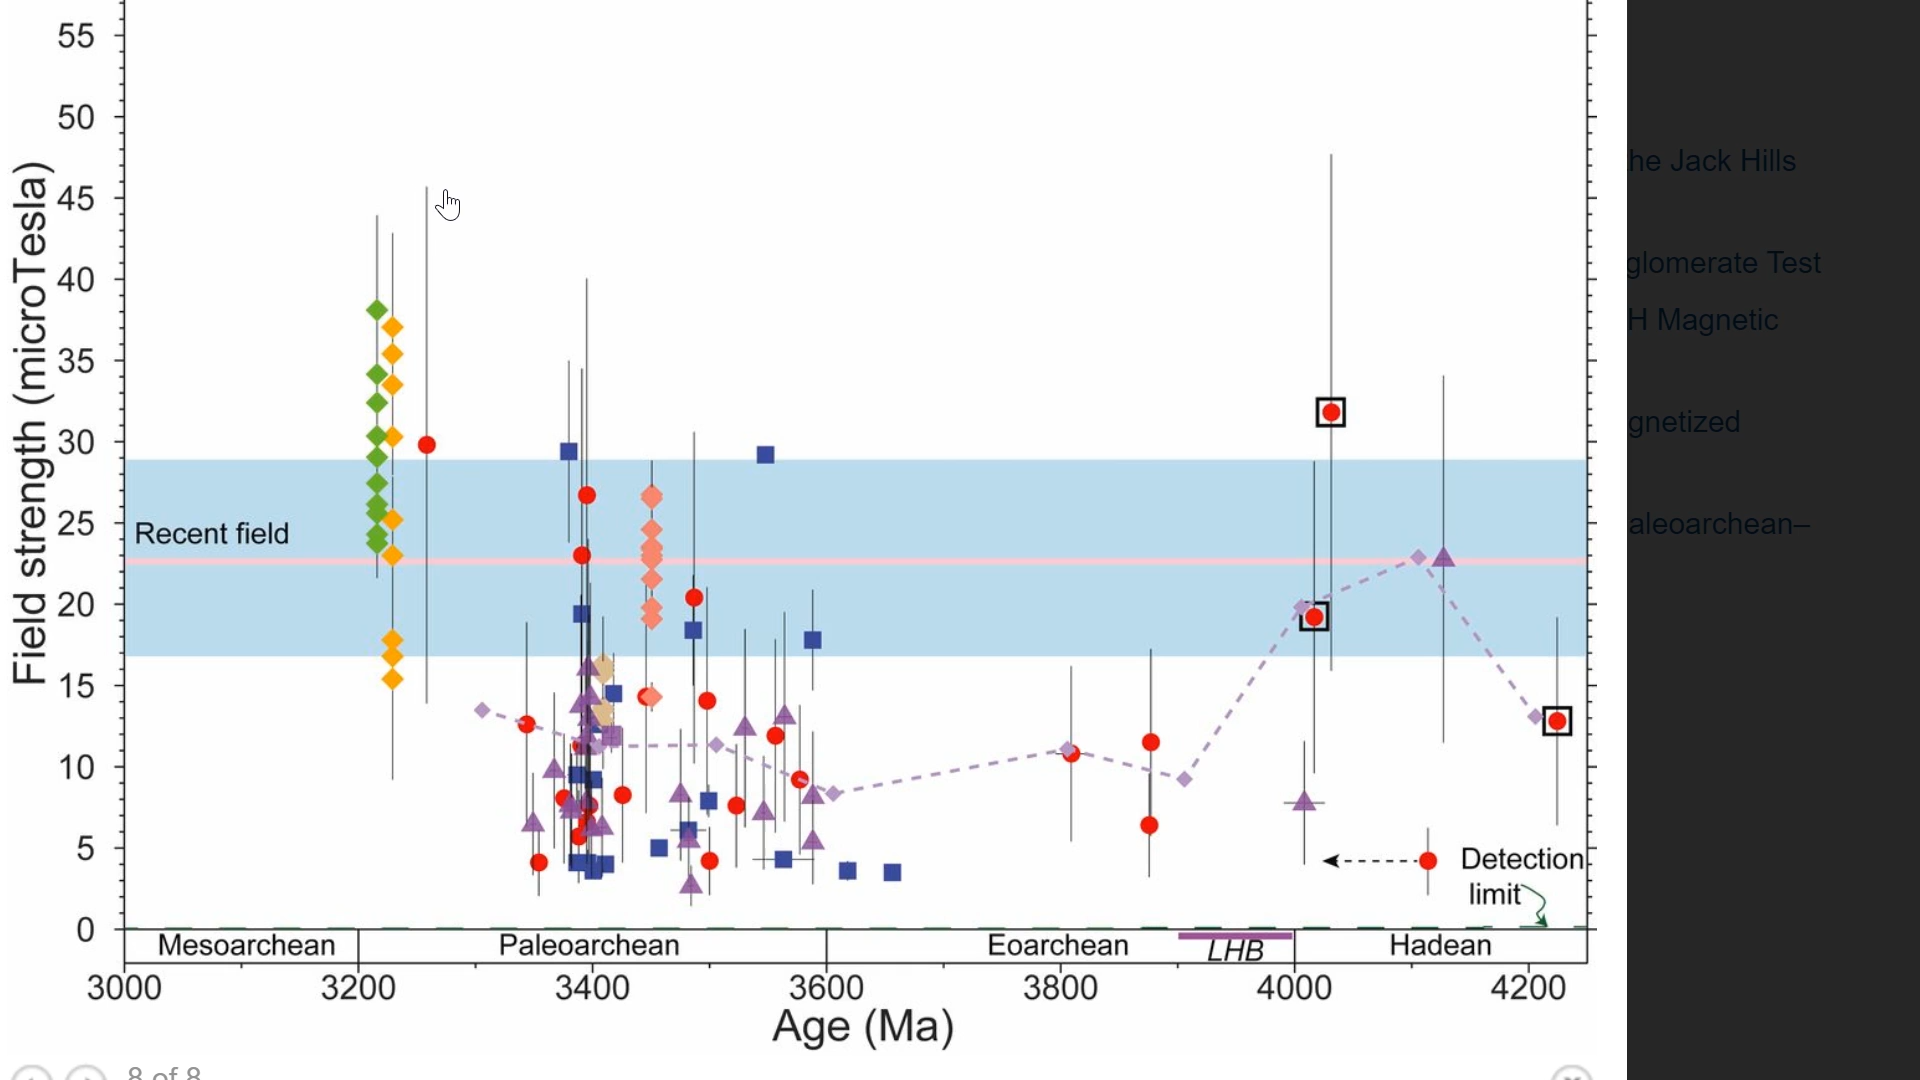 55
50
45
40
35
30
25
20
15
10
5
0
Field strength (microTesla)
Recent field
Detection
limit
Mesoarchean
Paleoarchean
Eoarchean
LHB
Hadean
3000
3200
3400
3600
3800
4000
4200
Age (Ma)
8 of 8
he Jack Hills
glomerate Test
H Magnetic
gnetized
aleoarchean–